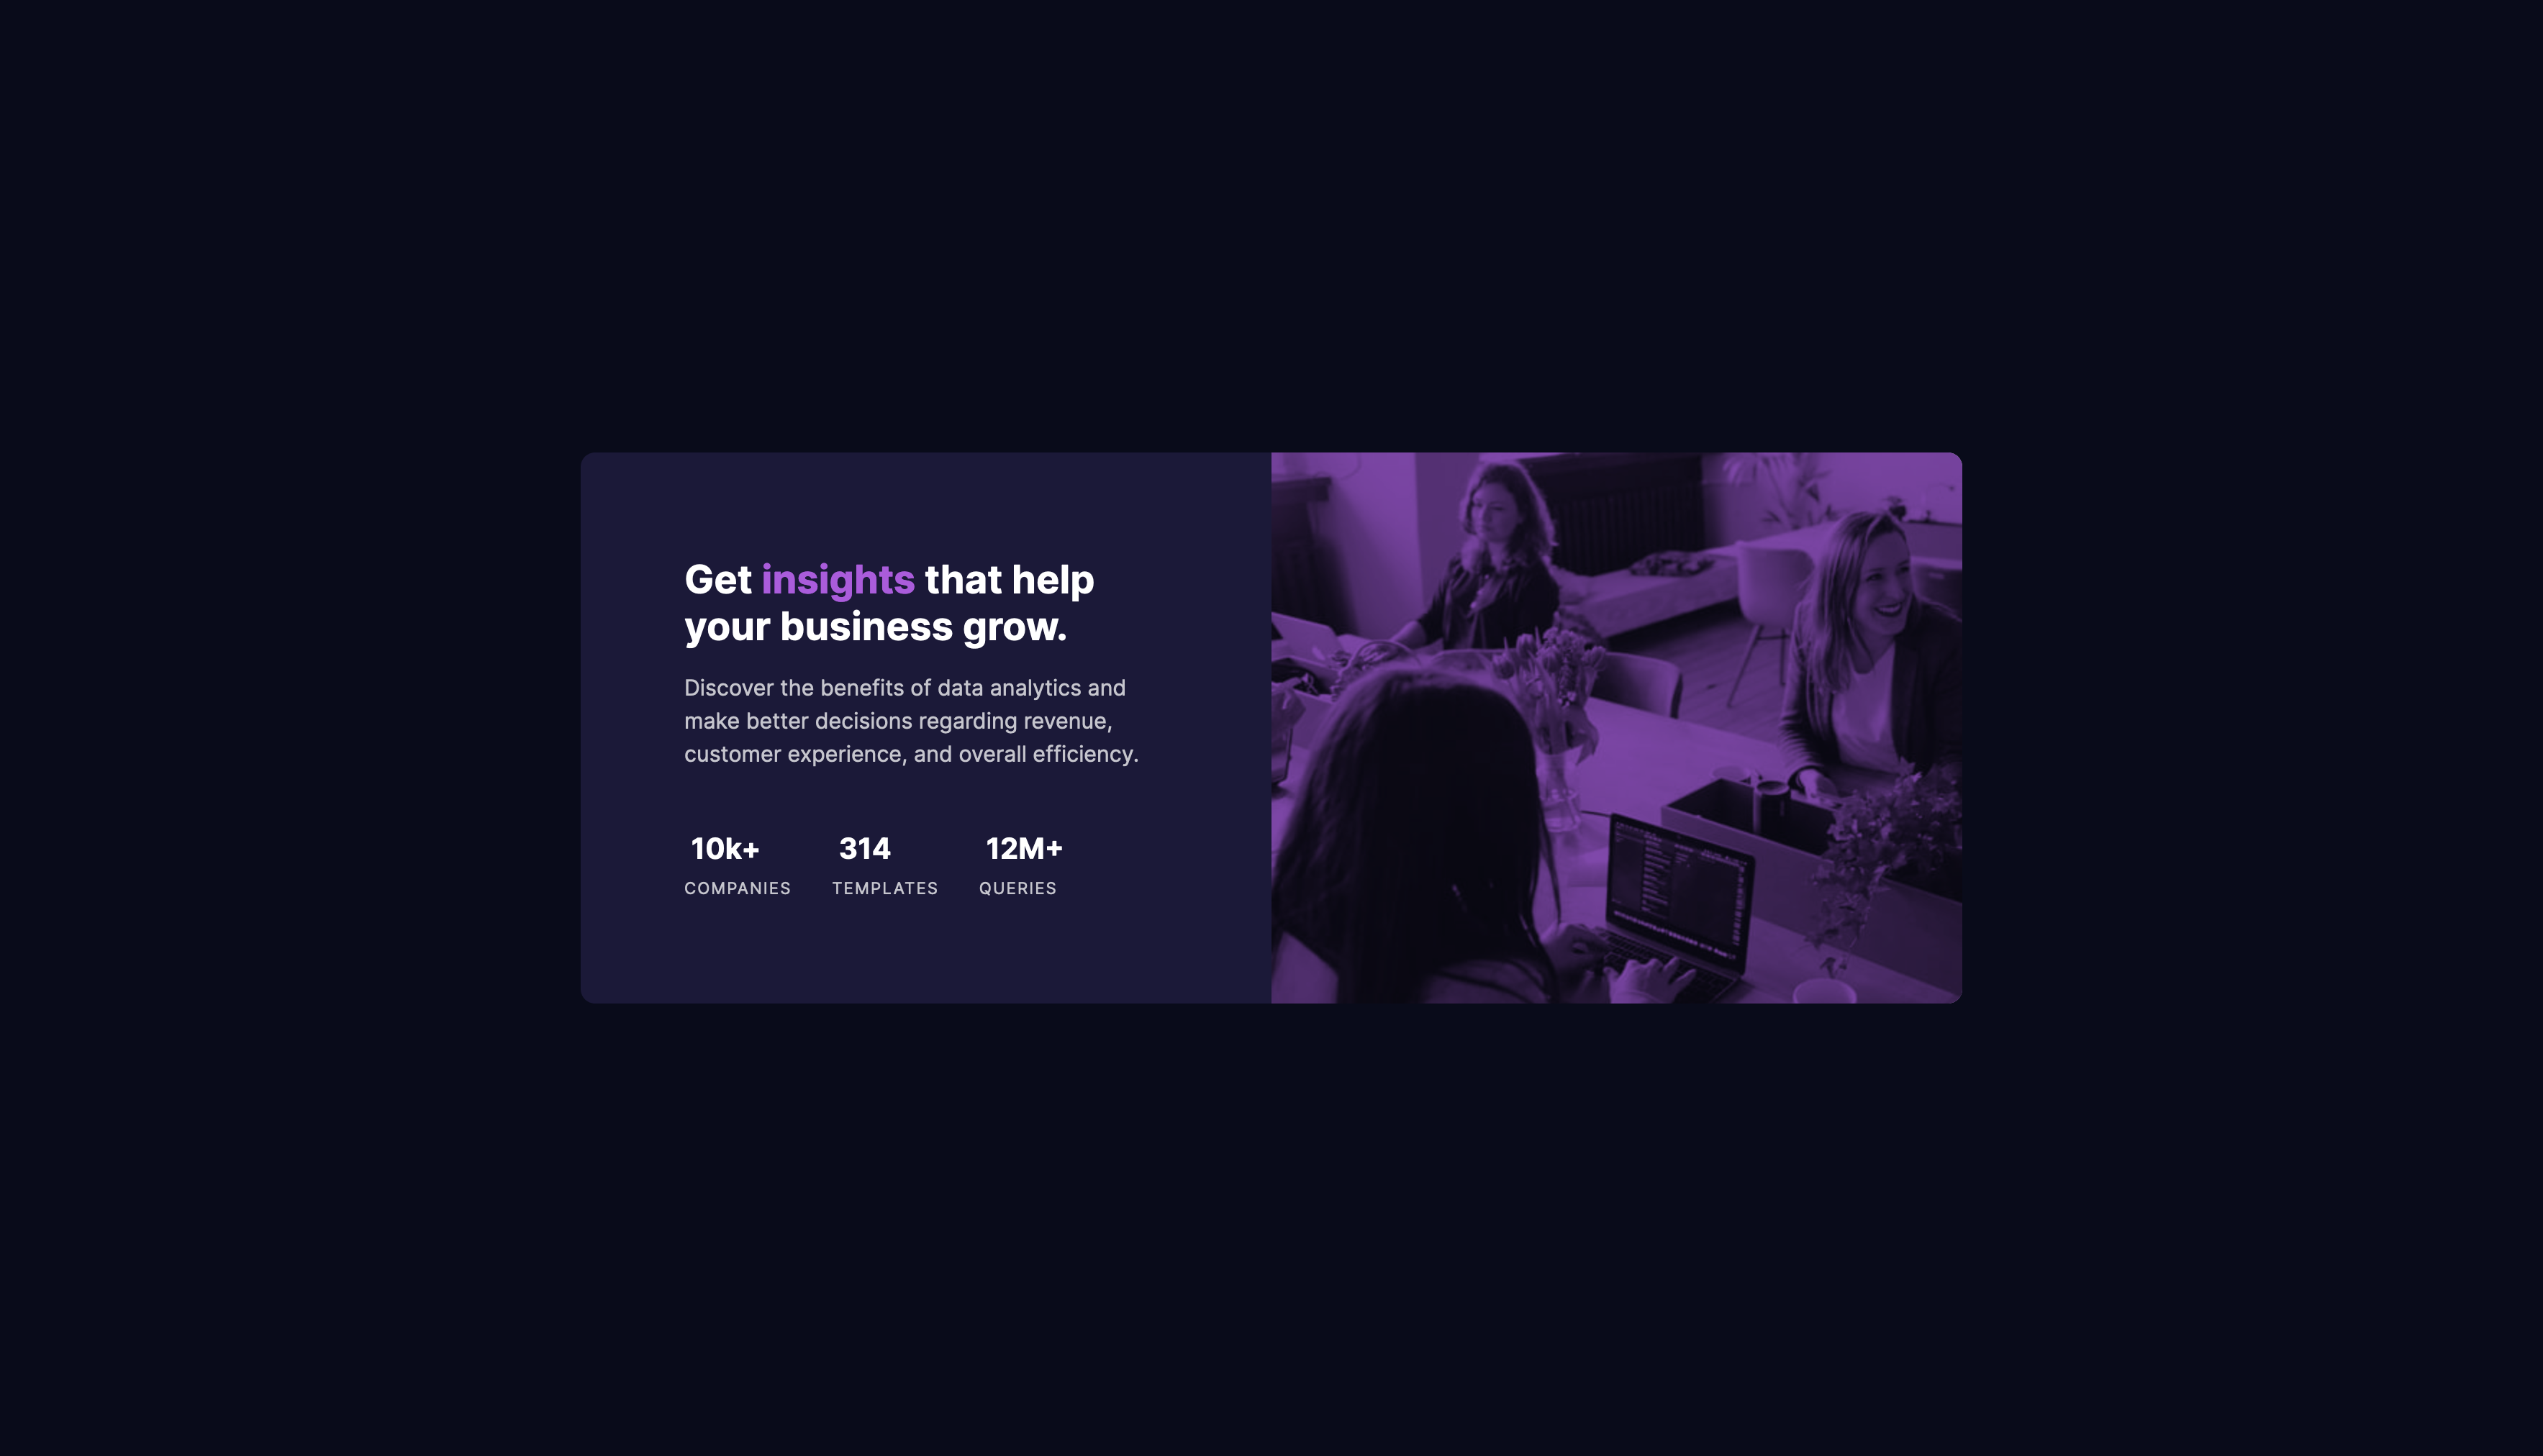 Get insights that help
your business grow.
Discover the benefits of data analytics and
make better decisions regarding revenue,
customer experience, and overall efficiency.
10k+ 314 12M+
COMPANIES TEMPLATES QUERIES